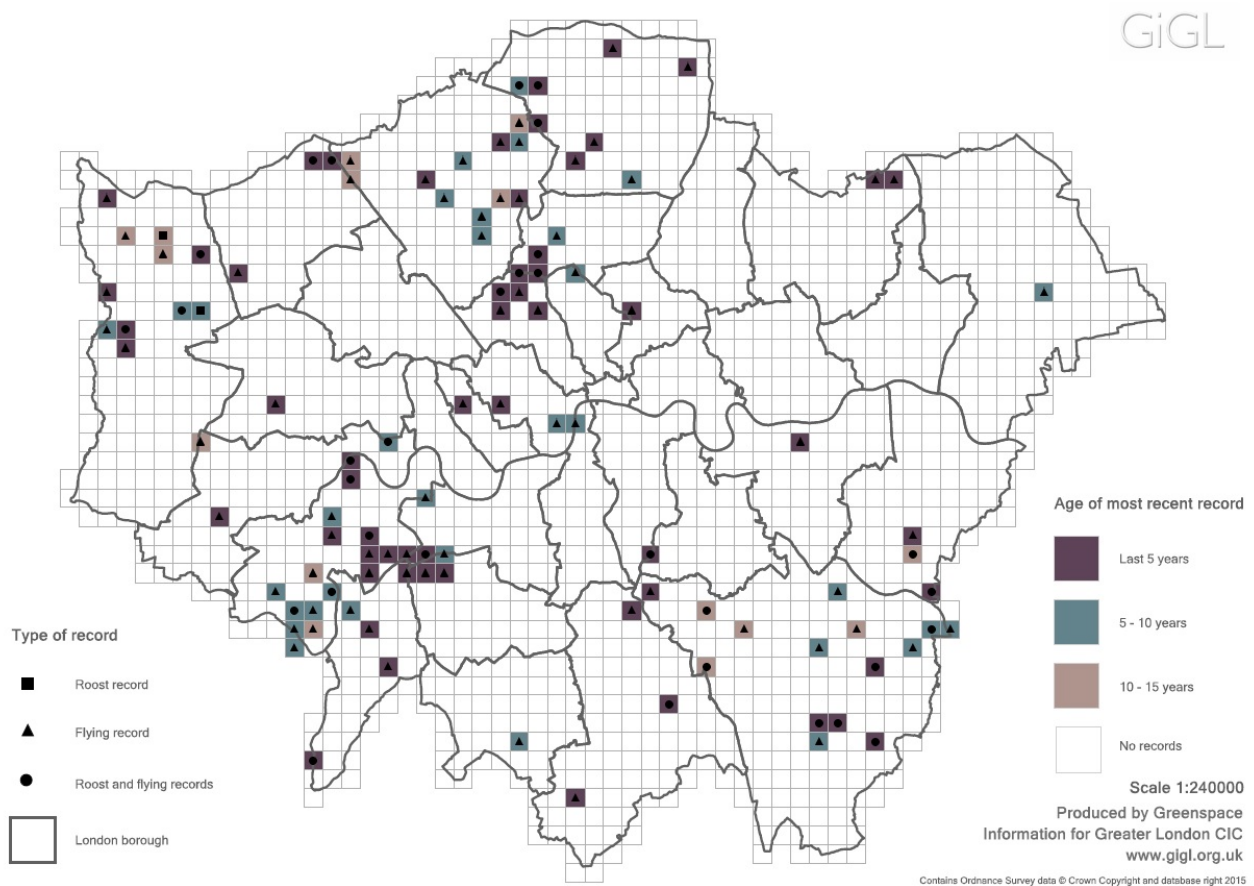 GiGL
Age of most recent record
Last 5 years
5 - 10 years
10 - 15 years
No records
Type of record
Roost record
Flying record
Roost and flying records
London borough
Scale 1:240000
Produced by Greenspace
Information for Greater London CIC
www.gigl.org.uk
Contains Ordnance Survey data © Crown Copyright and database right 2015